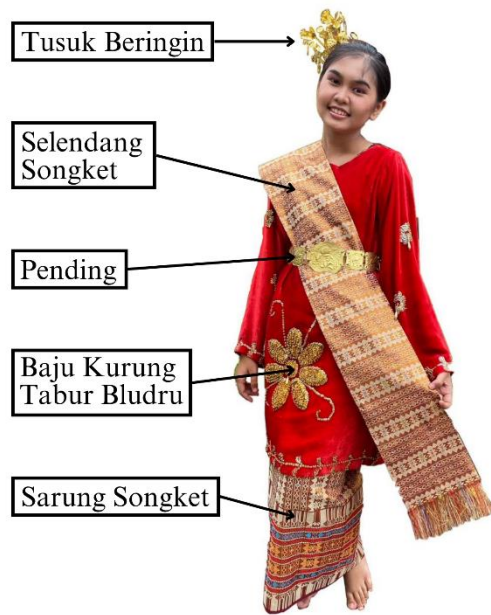 Tusuk Beringin
Selendang
Songket
Pending
Baju Kurung
Tabur Bludru
Sarung Songket